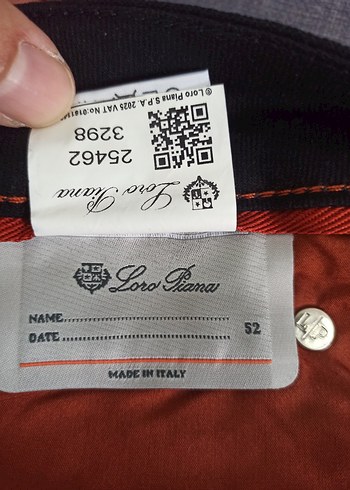 © Loro Piana S.P.A. 2025 VAT No:
25462
3298
Loro Piana
Loro Piana
NAME
DATE
52
MADE IN ITALY